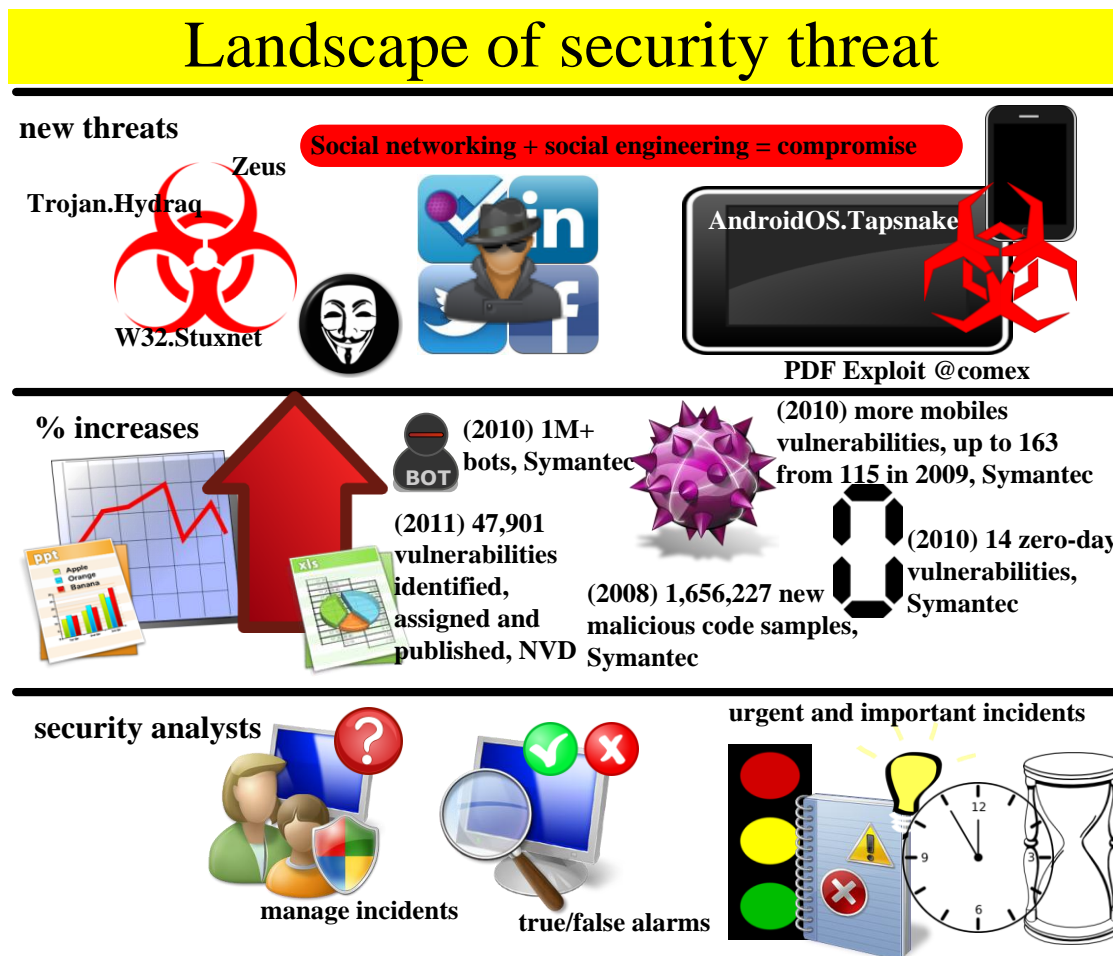 Landscape of security threat
new threats
Zeus
Trojan.Hydraq
W32.Stuxnet
Social networking + social engineering = compromise
in
f
AndroidOS.Tapsnake
PDF Exploit @comex
% increases
ppt
Apple
Orange
Banana
xls
BOT
(2010) 1M+
bots, Symantec
(2011) 47,901
vulnerabilities
identified,
assigned and
published, NVD
(2008) 1,656,227 new
malicious code samples,
Symantec
(2010) more mobiles
vulnerabilities, up to 163
from 115 in 2009, Symantec
0
(2010) 14 zero-day
vulnerabilities,
Symantec
security analysts
?
manage incidents
true/false alarms
urgent and important incidents
!
12
9
3
6